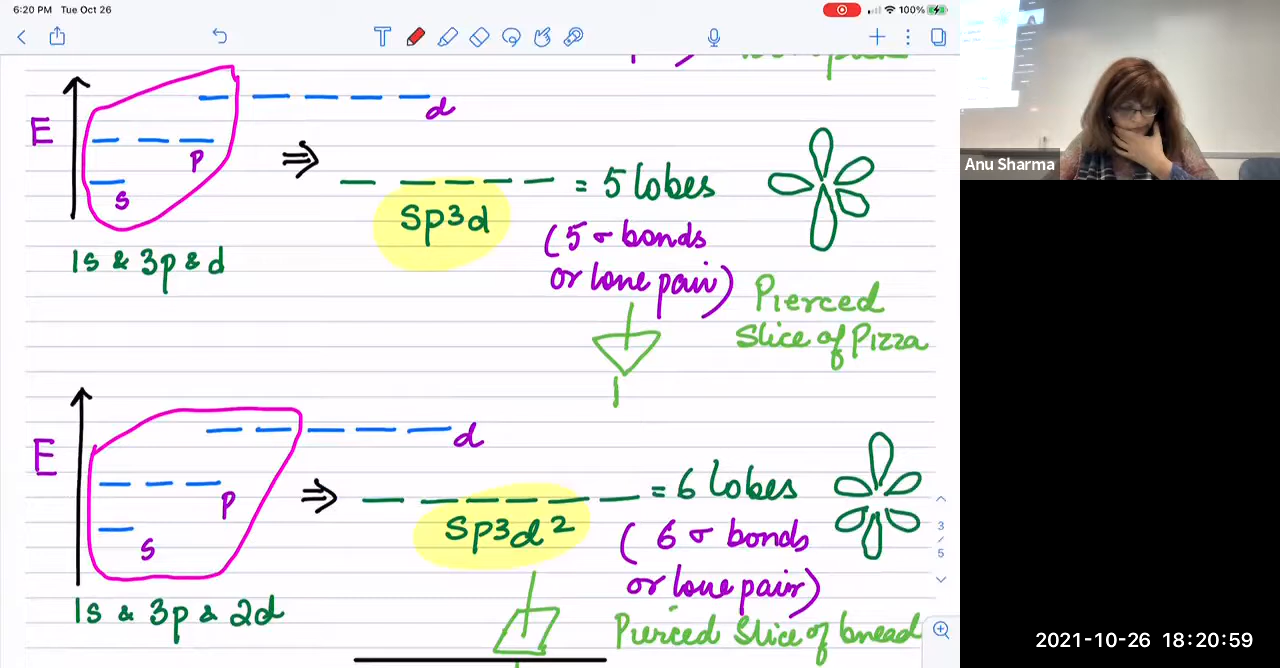 6:20 PM Tue Oct 26
100%
E
d
p
s
1s & 3p & d
⇒
= 5 lobes
sp3d
(5 σ bonds
or lone pair)
Pierced
Slice of Pizza
Anu Sharma
E
d
p
s
1s & 3p & 2d
⇒
= 6 lobes
sp3d2
(6 σ bonds
or lone pair)
Pierced Slice of bread
3
5
2021-10-26 18:20:59